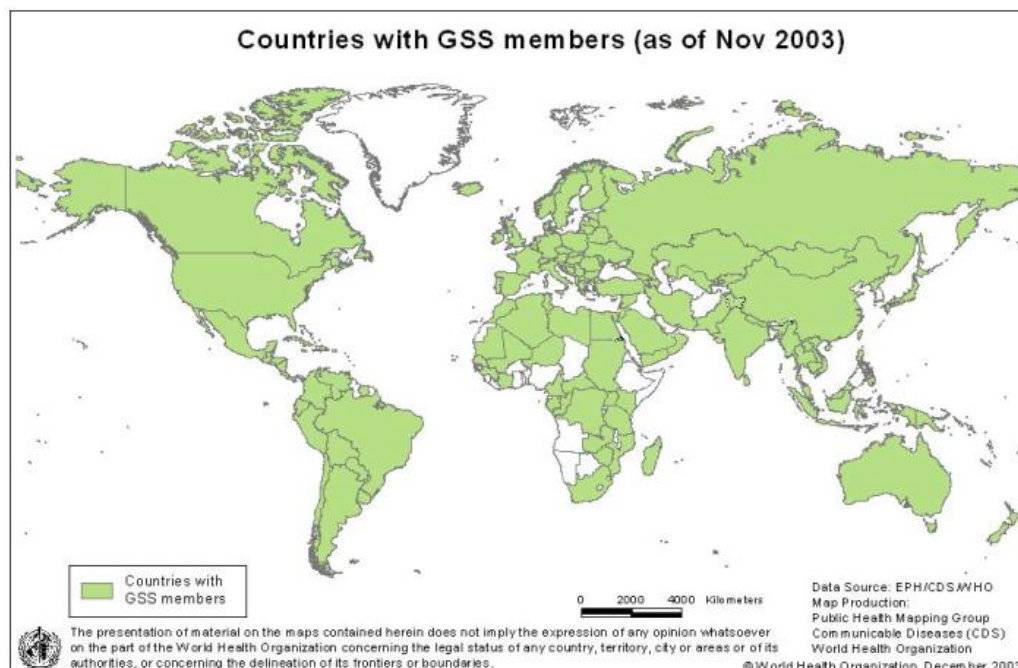 Countries with GSS members (as of Nov 2003)
Countries with
GSS members
0 2000 4000 Kilometers
Data Source: EPH/CDS/WHO
Map Production:
Public Health Mapping Group
Communicable Diseases (CDS)
World Health Organization
© World Health Organization, December
The presentation of material on the maps contained herein does not imply the expression of any opinion whatsoever
on the part of the World Health Organization concerning the legal status of any country, territory, city or areas or of its
authorities, or concerning the delineation of its frontiers or boundaries.